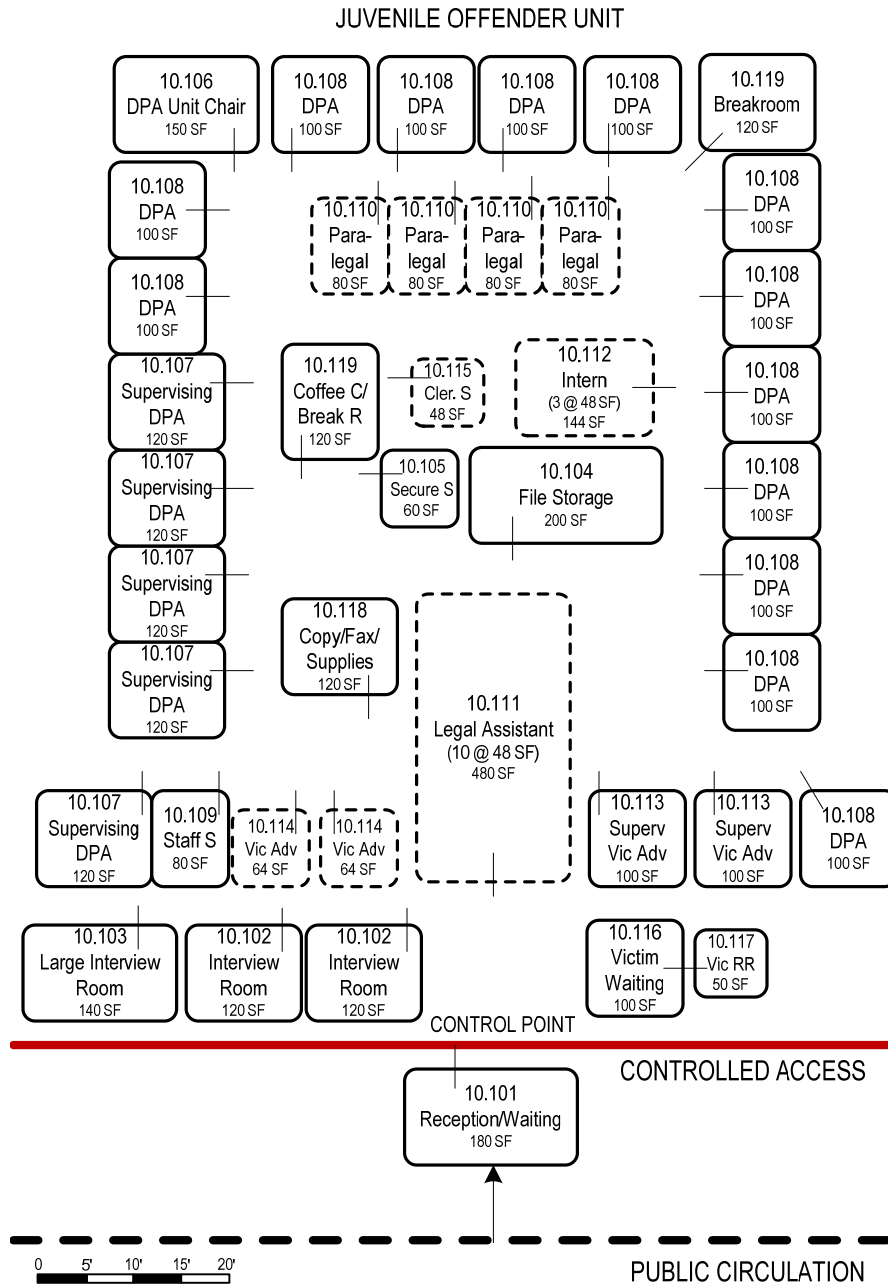 JUVENILE OFFENDER UNIT
10.106
DPA Unit Chair
150 SF
10.108
DPA
100 SF
10.108
DPA
100 SF
10.108
DPA
100 SF
10.108
DPA
100 SF
10.119
Breakroom
120 SF
10.108
DPA
100 SF
10.110
Para-
legal
80 SF
10.110
Para-
legal
80 SF
10.110
Para-
legal
80 SF
10.110
Para-
legal
80 SF
10.108
DPA
100 SF
10.108
DPA
100 SF
10.108
DPA
100 SF
10.107
Supervising
DPA
120 SF
10.119
Coffee C/
Break R
120 SF
10.115
Cler. S
48 SF
10.112
Intern
(3 @ 48 SF)
144 SF
10.108
DPA
100 SF
10.107
Supervising
DPA
120 SF
10.105
Secure S
60 SF
10.104
File Storage
200 SF
10.108
DPA
100 SF
10.107
Supervising
DPA
120 SF
10.108
DPA
100 SF
10.107
Supervising
DPA
120 SF
10.118
Copy/Fax/
Supplies
120 SF
10.111
Legal Assistant
(10 @ 48 SF)
480 SF
10.108
DPA
100 SF
10.107
Supervising
DPA
120 SF
10.109
Staff S
80 SF
10.114
Vic Adv
64 SF
10.114
Vic Adv
64 SF
10.113
Superv
Vic Adv
100 SF
10.113
Superv
Vic Adv
100 SF
10.108
DPA
100 SF
10.103
Large Interview
Room
140 SF
10.102
Interview
Room
120 SF
10.102
Interview
Room
120 SF
10.116
Victim
Waiting
100 SF
10.117
Vic RR
50 SF
CONTROL POINT
CONTROLLED ACCESS
10.101
Reception/Waiting
180 SF
0 5' 10' 15' 20'
PUBLIC CIRCULATION